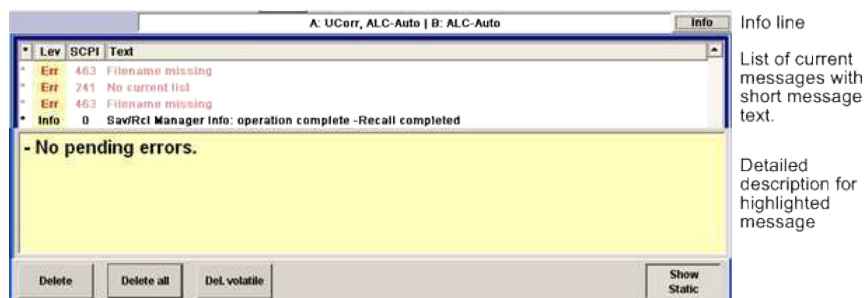 A: UCorr, ALC-Auto | B: ALC-Auto Info
Info line
* Lev SCPI Text
* Err 463 Filename missing
* Err 241 No current list
* Err 463 Filename missing
* Info 0 Sav/Rcl Manager Info: operation complete -Recall completed
List of current
messages with
short message
text.
- No pending errors.
Detailed
description for
highlighted
message
Delete Delete all Del. volatile Show
Static